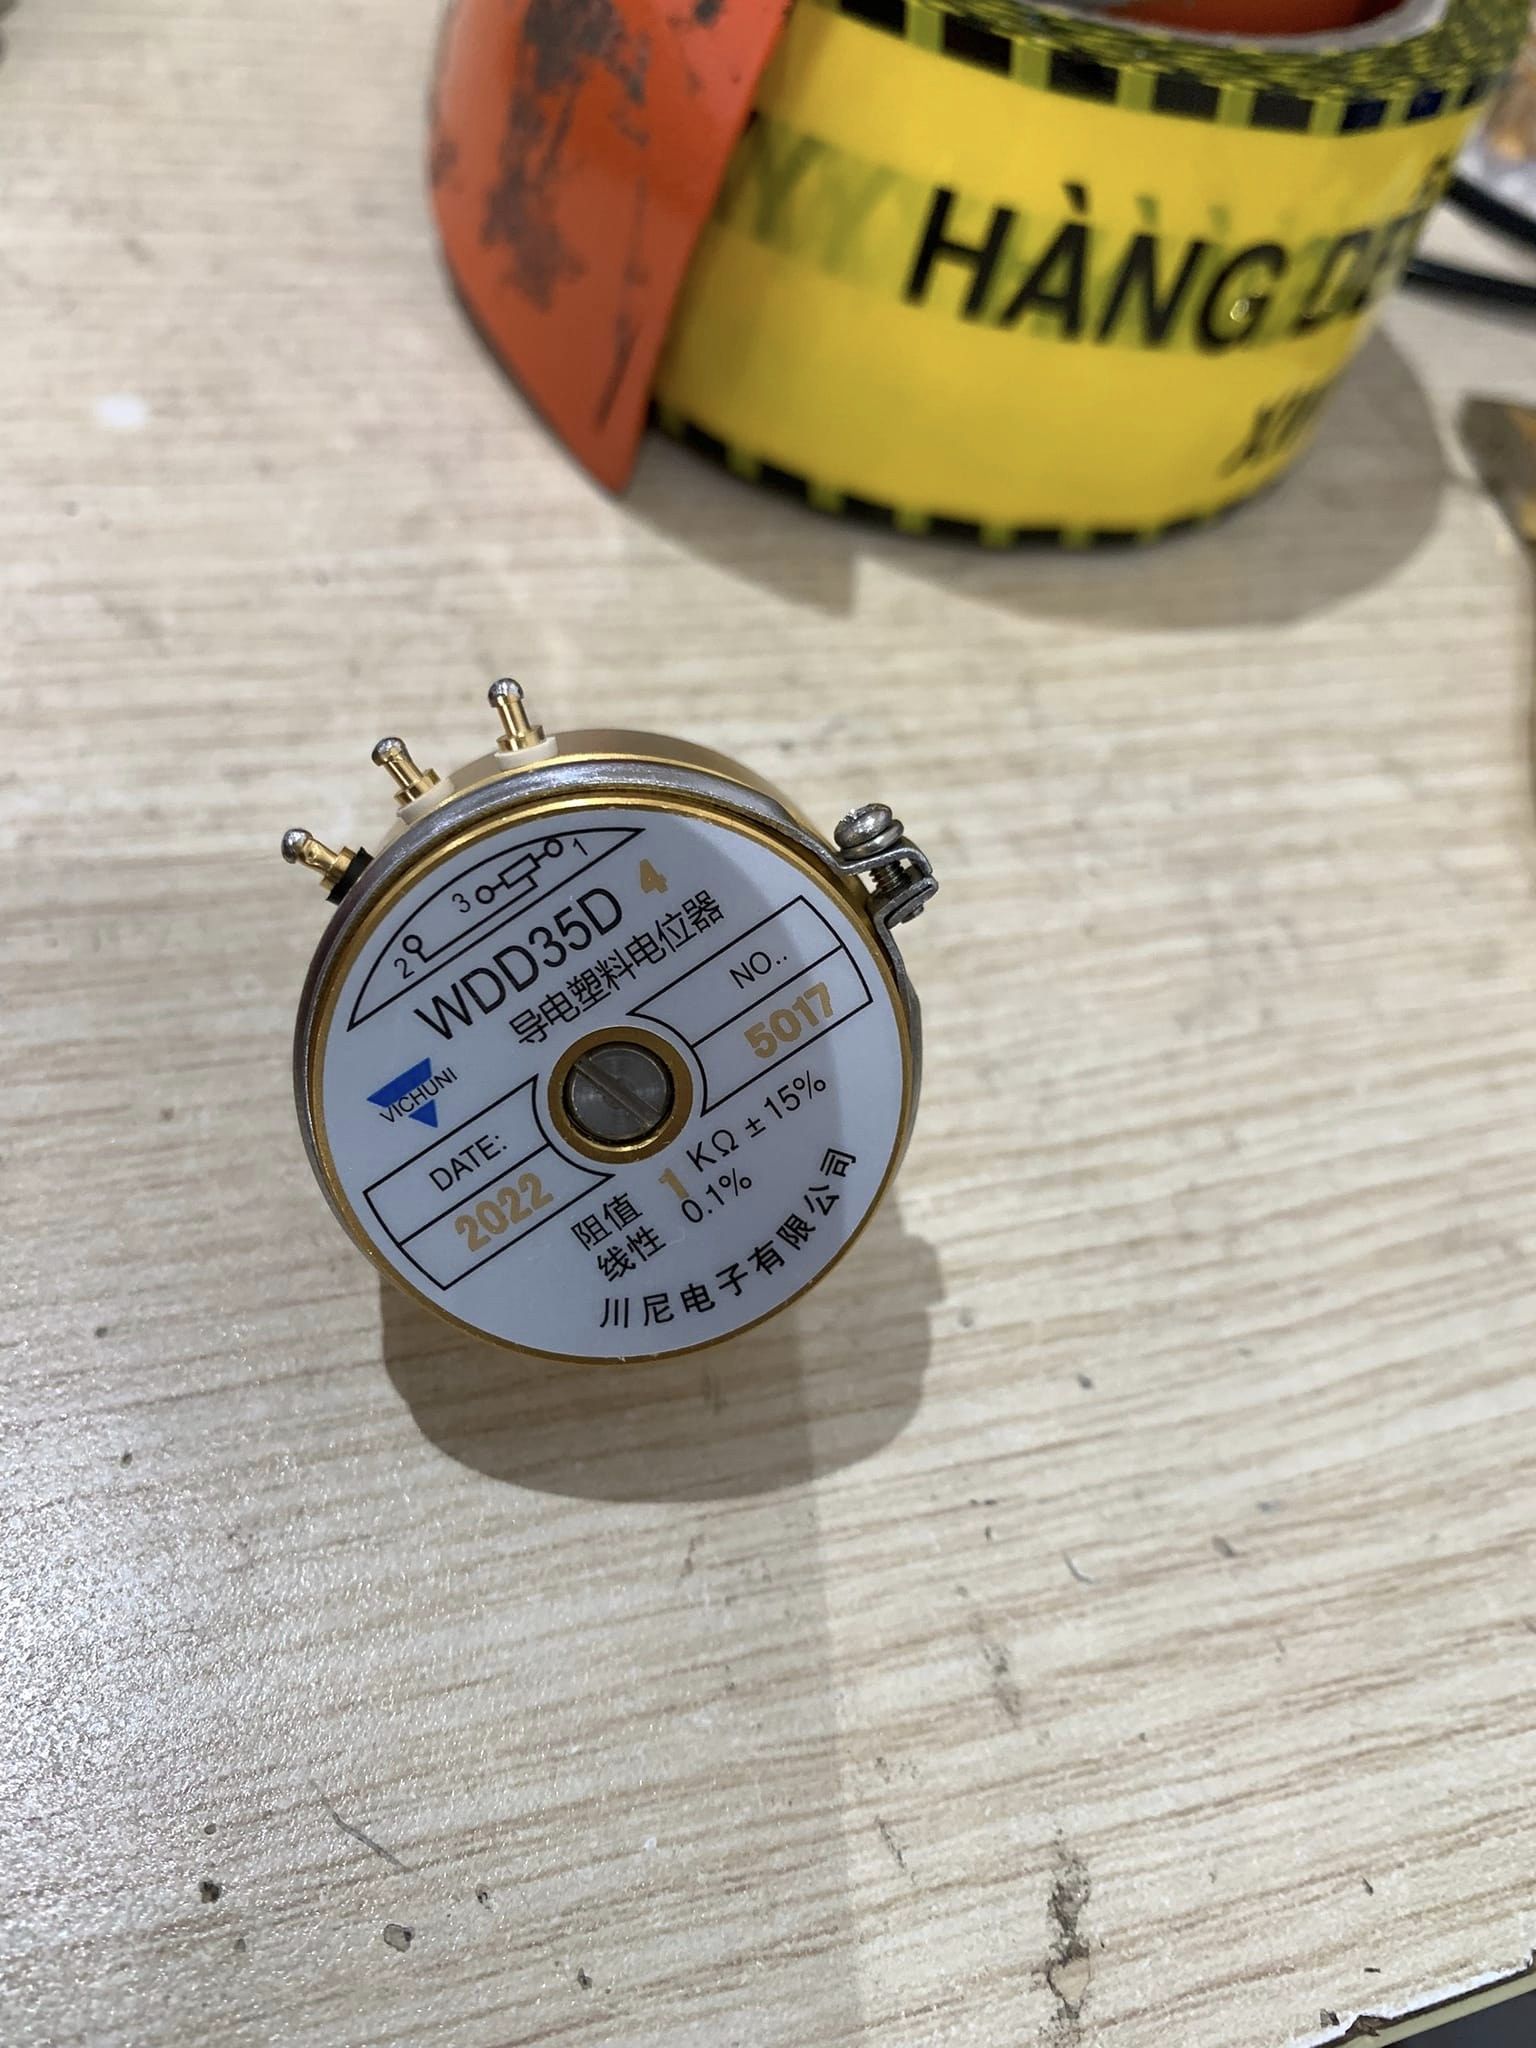 HÀNG
1
3
2
WDD35D 4
导电塑料电位器
NO..
5017
VICHUNI
DATE:
2022
阻值 1 KΩ ± 15%
线性 0.1%
川尼电子有限公司